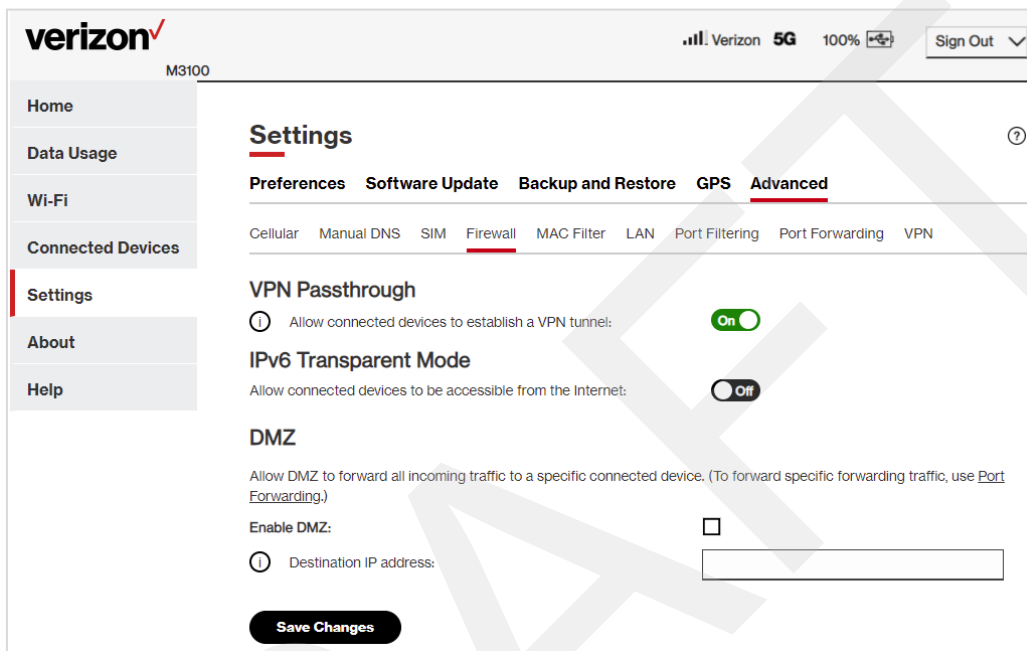 verizon
Verizon 5G 100% Sign Out
M3100
Home
Data Usage
Wi-Fi
Connected Devices
Settings
About
Help
Settings
Preferences Software Update Backup and Restore GPS Advanced
Cellular Manual DNS SIM Firewall MAC Filter LAN Port Filtering Port Forwarding VPN
VPN Passthrough
Allow connected devices to establish a VPN tunnel: On
IPv6 Transparent Mode
Allow connected devices to be accessible from the Internet: Off
DMZ
Allow DMZ to forward all incoming traffic to a specific connected device. (To forward specific forwarding traffic, use Port
Forwarding.)
Enable DMZ:
Destination IP address:
Save Changes
DRAFT